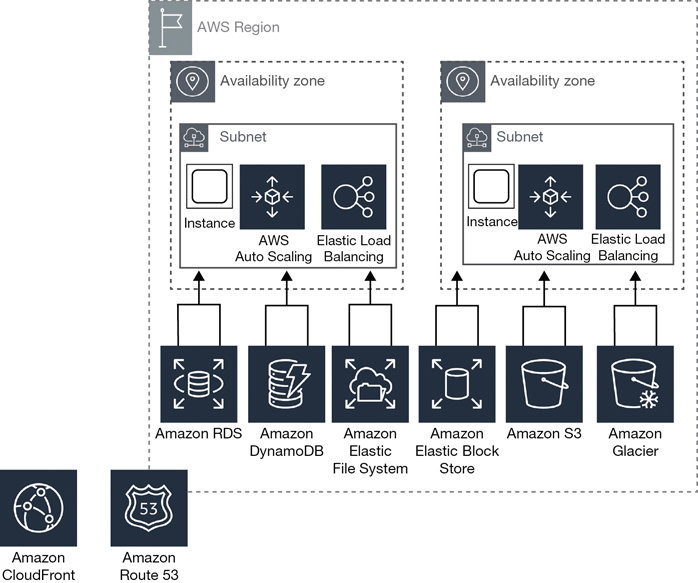 AWS Region
Availability zone
Availability zone
Subnet
Subnet
Instance
AWS
Auto Scaling
Elastic Load
Balancing
Instance
AWS
Auto Scaling
Elastic Load
Balancing
Amazon RDS
Amazon
DynamoDB
Amazon
Elastic
File System
Amazon
Elastic Block
Store
Amazon S3
Amazon
Glacier
Amazon
CloudFront
53
Amazon
Route 53